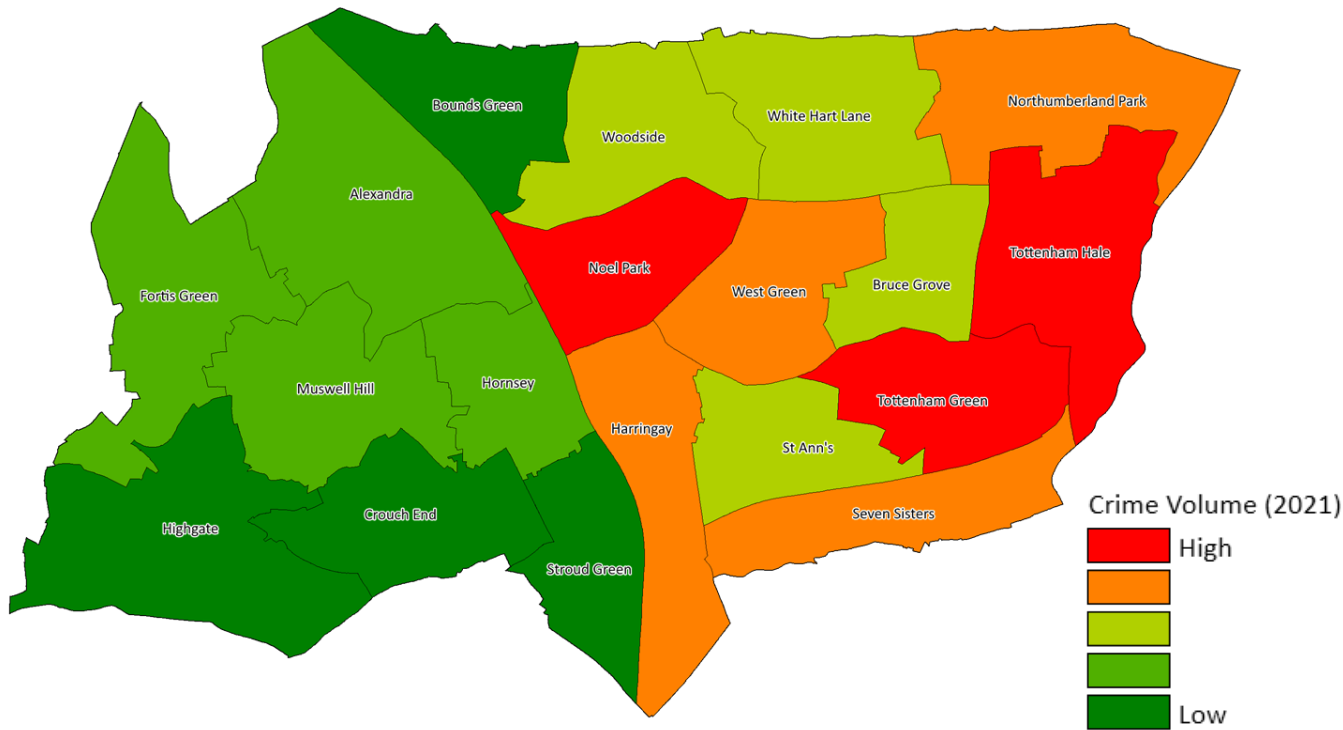 Bounds Green
Northumberland Park
White Hart Lane
Woodside
Alexandra
Tottenham Hale
Noel Park
Bruce Grove
West Green
Fortis Green
Hornsey
Muswell Hill
Tottenham Green
Harringay
St Ann's
Crouch End
Seven Sisters
Highgate
Stroud Green
Crime Volume (2021)
High
Low